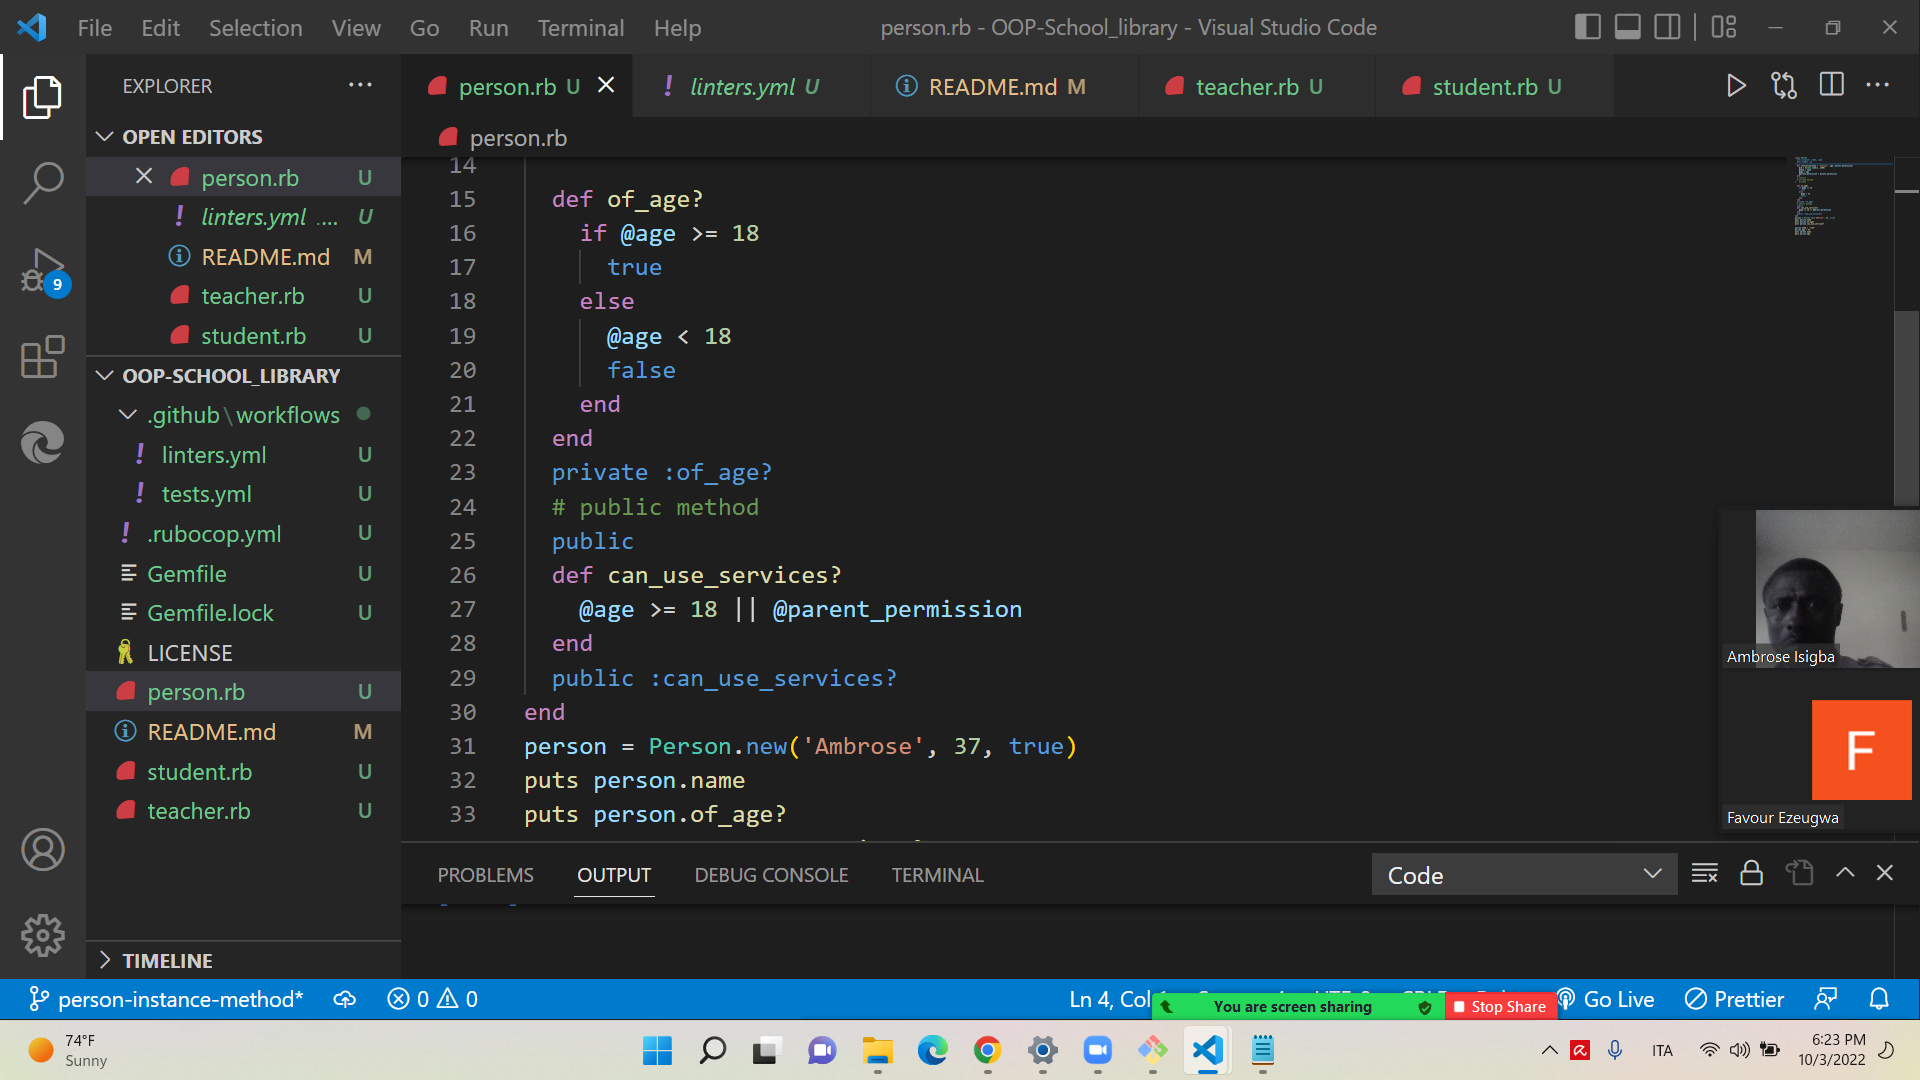 File Edit Selection View Go Run Terminal Help
person.rb - OOP-School_library - Visual Studio Code
EXPLORER
OPEN EDITORS
person.rb U
linters.yml .... U
README.md M
teacher.rb U
student.rb U
OOP-SCHOOL_LIBRARY
.github\workflows
linters.yml U
tests.yml U
.rubocop.yml U
Gemfile U
Gemfile.lock U
LICENSE
person.rb U
README.md M
student.rb U
teacher.rb U
TIMELINE
9
person.rb U linters.yml U README.md M teacher.rb U student.rb U
person.rb
14
15 def of_age?
16 if @age >= 18
17 true
18 else
19 @age < 18
20 false
21 end
22 end
23 private :of_age?
24 # public method
25 public
26 def can_use_services?
27 @age >= 18 || @parent_permission
28 end
29 public :can_use_services?
30 end
31 person = Person.new('Ambrose', 37, true)
32 puts person.name
33 puts person.of_age?
Ambrose Isigba
F
Favour Ezeugwa
PROBLEMS OUTPUT DEBUG CONSOLE TERMINAL
Code
person-instance-method* 0 0
Ln 4, Col
You are screen sharing
Stop Share
Go Live Prettier
74°F
Sunny
ITA
6:23 PM
10/3/2022